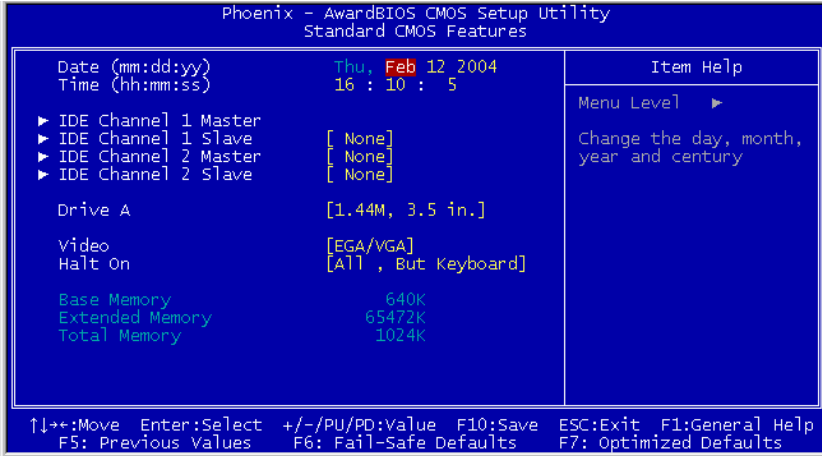 Phoenix - AwardBIOS CMOS Setup Utility
Standard CMOS Features
Date (mm:dd:yy) Thu, Feb 12 2004
Time (hh:mm:ss) 16 : 10 : 5
► IDE Channel 1 Master
► IDE Channel 1 Slave [ None]
► IDE Channel 2 Master [ None]
► IDE Channel 2 Slave [ None]
Drive A [1.44M, 3.5 in.]
Video [EGA/VGA]
Halt On [All , But Keyboard]
Base Memory 640K
Extended Memory 65472K
Total Memory 1024K
Item Help
Menu Level ►
Change the day, month,
year and century
↑↓→←:Move Enter:Select +/-/PU/PD:Value F10:Save ESC:Exit F1:General Help
F5: Previous Values F6: Fail-Safe Defaults F7: Optimized Defaults